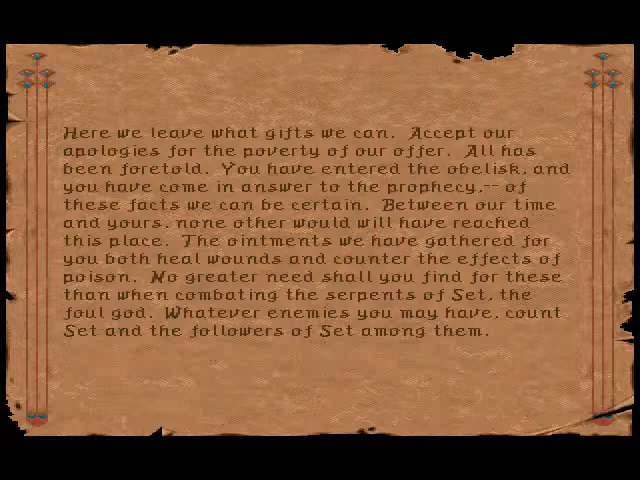 Here we leave what gifts we can. Accept our
apologies for the poverty of our offer. All has
been foretold. You have entered the obelisk, and
you have come in answer to the prophecy,-- of
these facts we can be certain. Between our time
and yours, none other would will have reached
this place. The ointments we have gathered for
you both heal wounds and counter the effects of
poison. No greater need shall you find for these
than when combating the serpents of Set, the
foul god. Whatever enemies you may have, count
Set and the followers of Set among them.